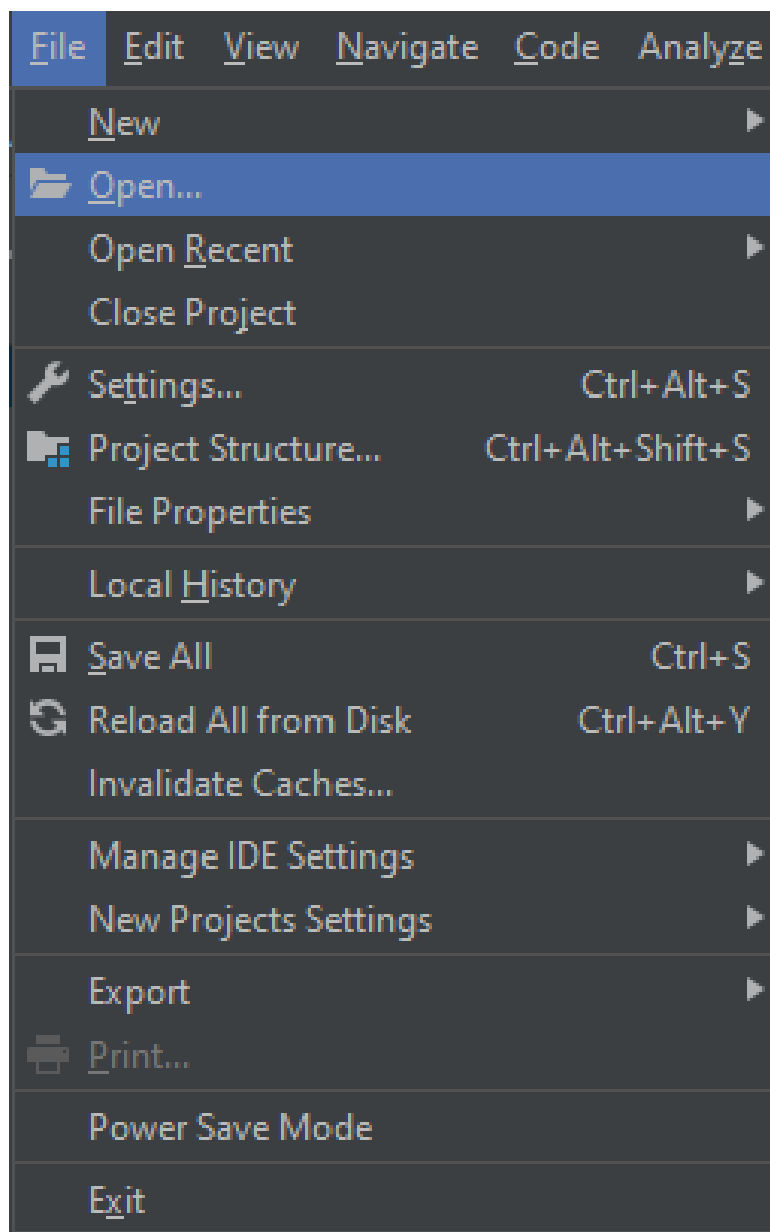 File Edit View Navigate Code Analyze
New
Open...
Open Recent
Close Project
Settings... Ctrl+Alt+S
Project Structure... Ctrl+Alt+Shift+S
File Properties
Local History
Save All Ctrl+S
Reload All from Disk Ctrl+Alt+Y
Invalidate Caches...
Manage IDE Settings
New Projects Settings
Export
Print...
Power Save Mode
Exit